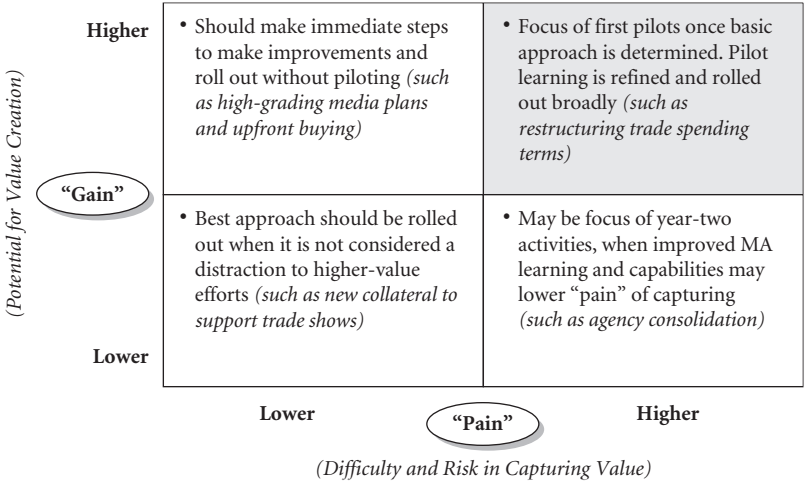 Higher
• Should make immediate steps
to make improvements and
roll out without piloting (such
as high-grading media plans
and upfront buying)
• Focus of first pilots once basic
approach is determined. Pilot
learning is refined and rolled
out broadly (such as
restructuring trade spending
terms)
(Potential for Value Creation)
“Gain”
• Best approach should be rolled
out when it is not considered a
distraction to higher-value
efforts (such as new collateral to
support trade shows)
• May be focus of year-two
activities, when improved MA
learning and capabilities may
lower “pain” of capturing
(such as agency consolidation)
Lower
Lower
“Pain”
Higher
(Difficulty and Risk in Capturing Value)